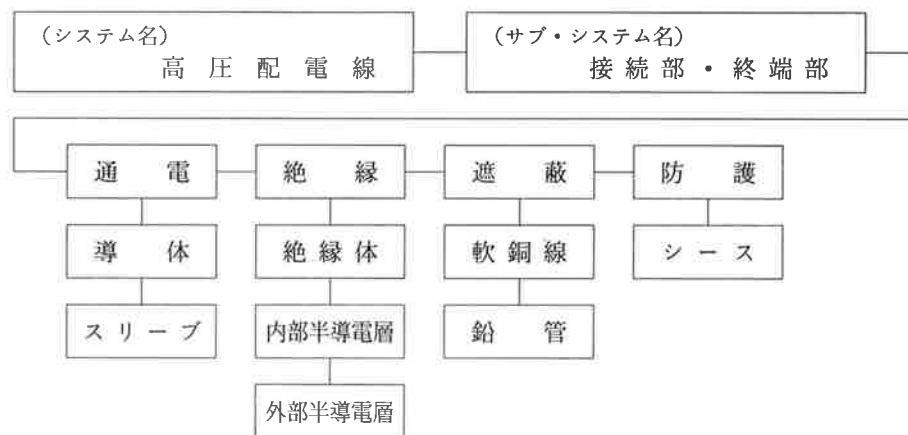 (システム名)
高圧配電線
(サブ・システム名)
接続部・終端部
通電
絶縁
遮蔽
防護
導体
絶縁体
軟銅線
シース
スリーブ
内部半導電層
鉛管
外部半導電層